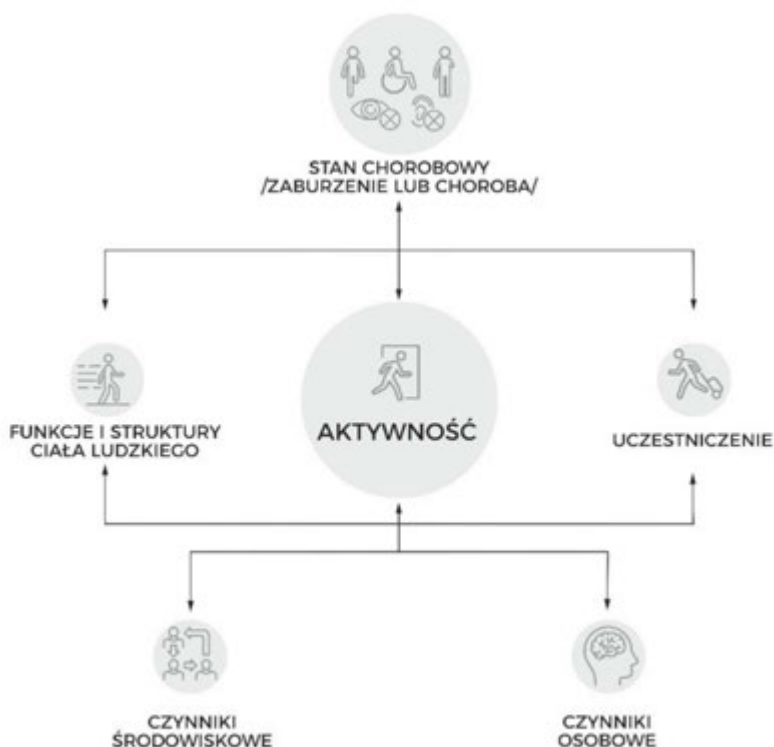 STAN CHOROBOWY
/ZABURZENIE LUB CHOROBA/
FUNKCJE I STRUKTURY
CIAŁA LUDZKIEGO
AKTYWNOŚĆ
UCZESTNICZENIE
CZYNNIKI
ŚRODOWISKOWE
CZYNNIKI
OSOBOWE